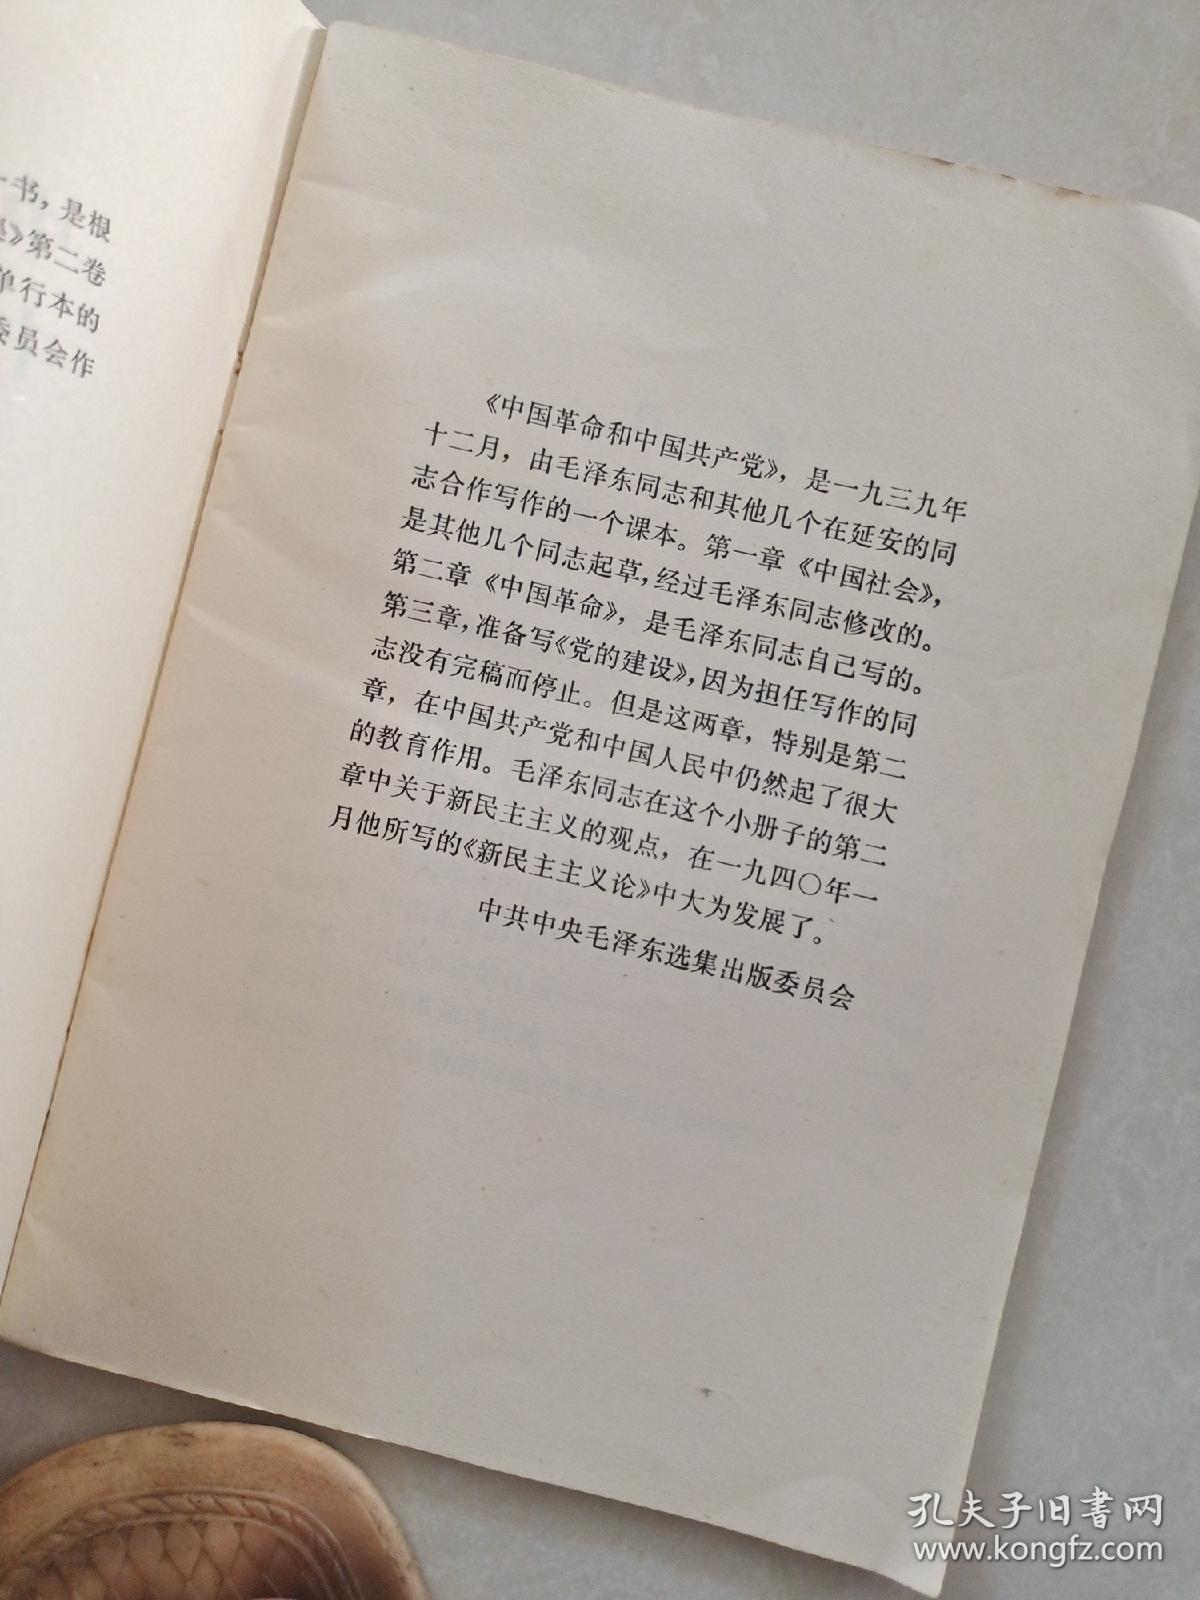 书，是根
》第二卷
单行本的
委员会作
《中国革命和中国共产党》，是一九三九年
十二月，由毛泽东同志和其他几个在延安的同
志合作写作的一个课本。第一章《中国社会》，
是其他几个同志起草，经过毛泽东同志修改的。
第二章《中国革命》，是毛泽东同志自己写的。
第三章，准备写《党的建设》，因为担任写作的同
志没有完稿而停止。但是这两章，特别是第二
章，在中国共产党和中国人民中仍然起了很大
的教育作用。毛泽东同志在这个小册子的第二
章中关于新民主主义的观点，在一九四〇年一
月他所写的《新民主主义论》中大为发展了。
中共中央毛泽东选集出版委员会
孔夫子旧书网
www.kongfz.com